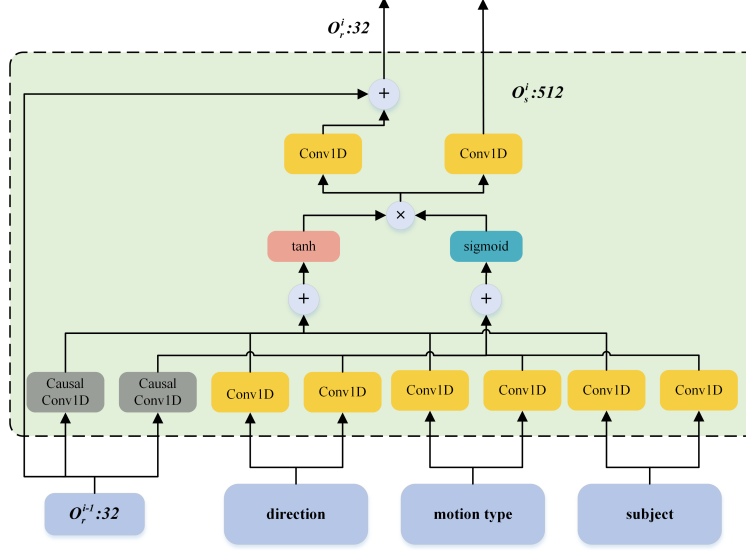 O_r^i:32
O_s^i:512
+
Conv1D
Conv1D
×
tanh
sigmoid
+
+
Causal
Conv1D
Causal
Conv1D
Conv1D
Conv1D
Conv1D
Conv1D
Conv1D
Conv1D
O_r^{i-1}:32
direction
motion type
subject